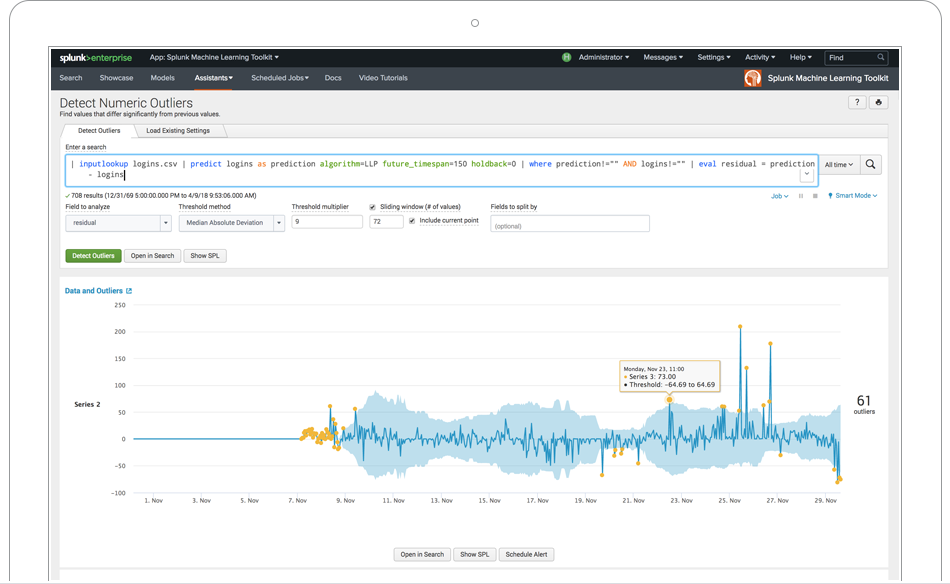 splunk>enterprise App: Splunk Machine Learning Toolkit Administrator Messages Settings Activity Help Find
Search Showcase Models Assistants Scheduled Jobs Docs Video Tutorials Splunk Machine Learning Toolkit
Detect Numeric Outliers
Find values that differ significantly from previous values.
?
Detect Outliers Load Existing Settings
Enter a search
| inputlookup logins.csv | predict logins as prediction algorithm=LLP future_timespan=150 holdback=0 | where prediction!="" AND logins!="" | eval residual = prediction
- logins
All time
708 results (12/31/69 5:00:00.000 PM to 4/9/18 9:53:06.000 AM) Job Smart Mode
Field to analyze Threshold method Threshold multiplier Sliding window (# of values) Fields to split by
residual Median Absolute Deviation 9 72 Include current point (optional)
Detect Outliers Open in Search Show SPL
Data and Outliers
250
200
150
100
50
0
-50
-100
Series 2
Monday, Nov 23, 11:00
Series 3: 73.00
Threshold: -64.69 to 64.69
61
outliers
1. Nov 3. Nov 5. Nov 7. Nov 9. Nov 11. Nov 13. Nov 15. Nov 17. Nov 19. Nov 21. Nov 23. Nov 25. Nov 27. Nov 29. Nov
Open in Search Show SPL Schedule Alert